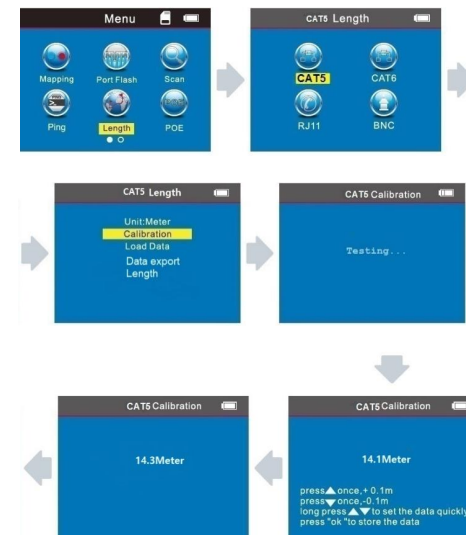 Menu
Mapping Port Flash Scan
Ping Length POE
CAT5 Length
CAT5 CAT6
RJ11 BNC
CAT5 Length
Unit:Meter
Calibration
Load Data
Data export
Length
CAT5 Calibration
Testing...
CAT5 Calibration
14.3Meter
CAT5 Calibration
14.1Meter
press▲once,+ 0.1m
press▼once,-0.1m
long press▲▼to set the data quickly
press "ok "to store the data